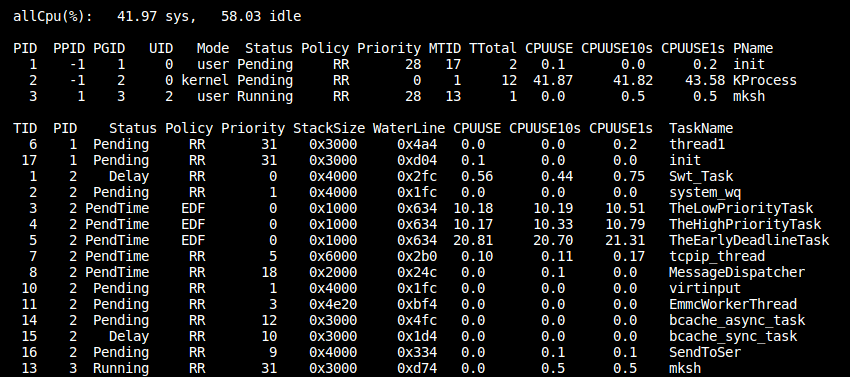 allCpu(%):   41.97 sys,   58.03 idle
PID  PPID PGID   UID   Mode  Status Policy Priority MTID TTotal CPUUSE CPUUSE10s CPUUSE1s PName
1   -1    1     0   user Pending     RR       28   17      2   0.1       0.0      0.2  init
2   -1    2     0 kernel Pending     RR        0    1     12  41.87     41.82    43.58 KProcess
3    1    3     2   user Running     RR       28   13      1   0.0       0.5      0.5  mksh
TID  PID    Status Policy Priority StackSize WaterLine CPUUSE CPUUSE10s CPUUSE1s  TaskName
6    1  Pending     RR       31    0x3000     0x4a4   0.0       0.0      0.2    thread1
17    1  Pending     RR       31    0x3000     0xd04   0.1       0.0      0.0    init
1    2    Delay     RR        0    0x4000     0x2fc   0.56      0.44     0.75   Swt_Task
2    2  Pending     RR        1    0x4000     0x1fc   0.0       0.0      0.0    system_wq
3    2 PendTime    EDF        0    0x1000     0x634  10.18     10.19    10.51   TheLowPriorityTask
4    2 PendTime    EDF        0    0x1000     0x634  10.17     10.33    10.79   TheHighPriorityTask
5    2 PendTime    EDF        0    0x1000     0x634  20.81     20.70    21.31   TheEarlyDeadlineTask
7    2 PendTime     RR        5    0x6000     0x2b0   0.10      0.11     0.17   tcpip_thread
8    2 PendTime     RR       18    0x2000     0x24c   0.0       0.1      0.0    MessageDispatcher
10    2  Pending     RR        1    0x4000     0x1fc   0.0       0.0      0.0    virtinput
11    2  Pending     RR        3    0x4e20     0xbf4   0.0       0.0      0.0    EmmcWorkerThread
14    2  Pending     RR       12    0x3000     0x4fc   0.0       0.0      0.0    bcache_async_task
15    2    Delay     RR       10    0x3000     0x1d4   0.0       0.0      0.0    bcache_sync_task
16    2  Pending     RR        9    0x4000     0x334   0.0       0.1      0.1    SendToSer
13    3  Running     RR       31    0x3000     0xd74   0.0       0.5      0.5    mksh